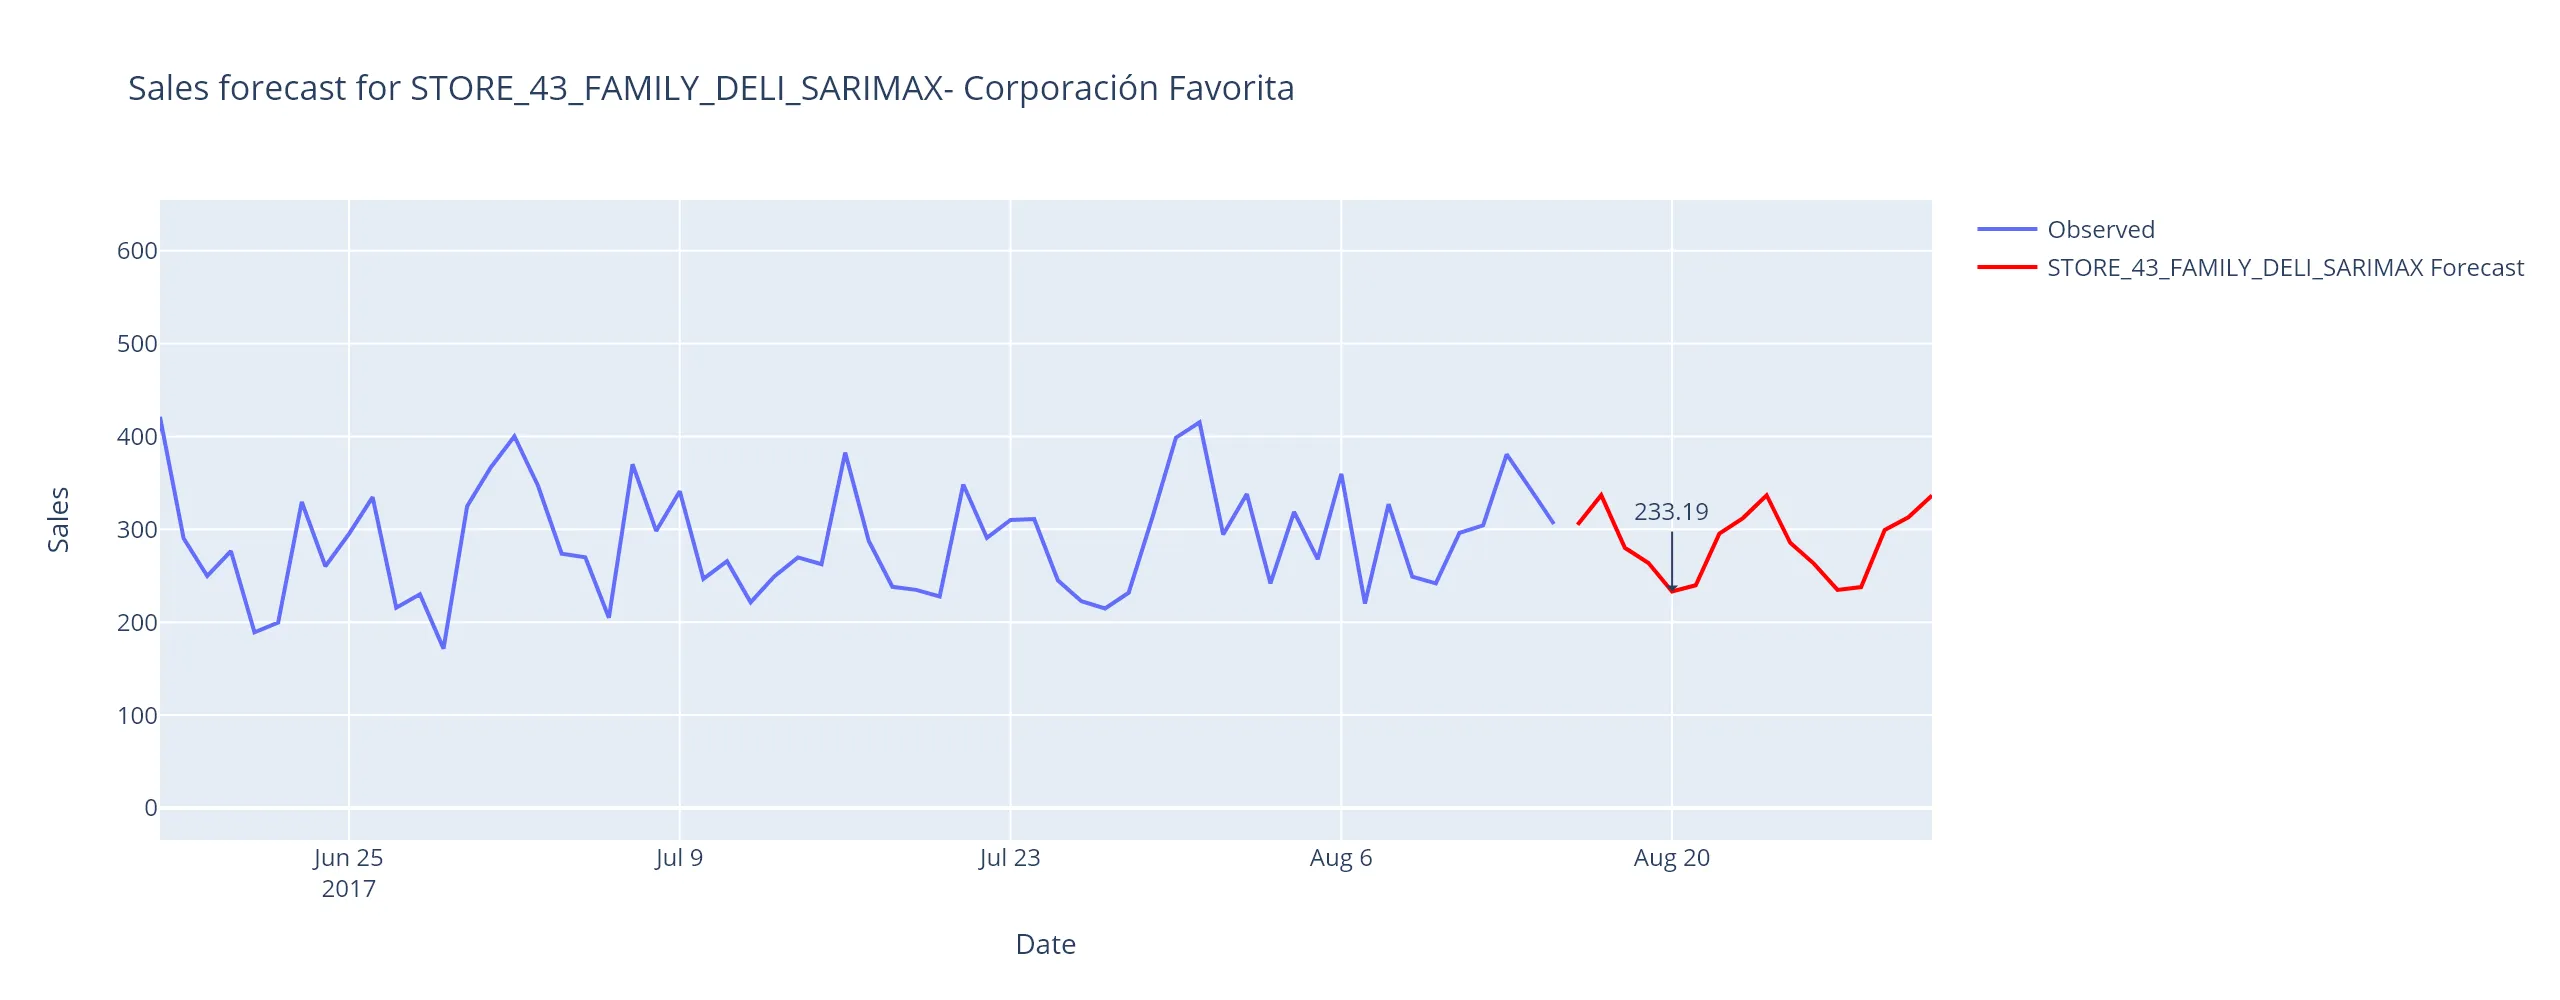 Sales forecast for STORE_43_FAMILY_DELI_SARIMAX- Corporación Favorita
Observed
STORE_43_FAMILY_DELI_SARIMAX Forecast
600
500
400
300
200
100
0
Sales
233.19
Jun 25
2017
Jul 9
Jul 23
Aug 6
Aug 20
Date